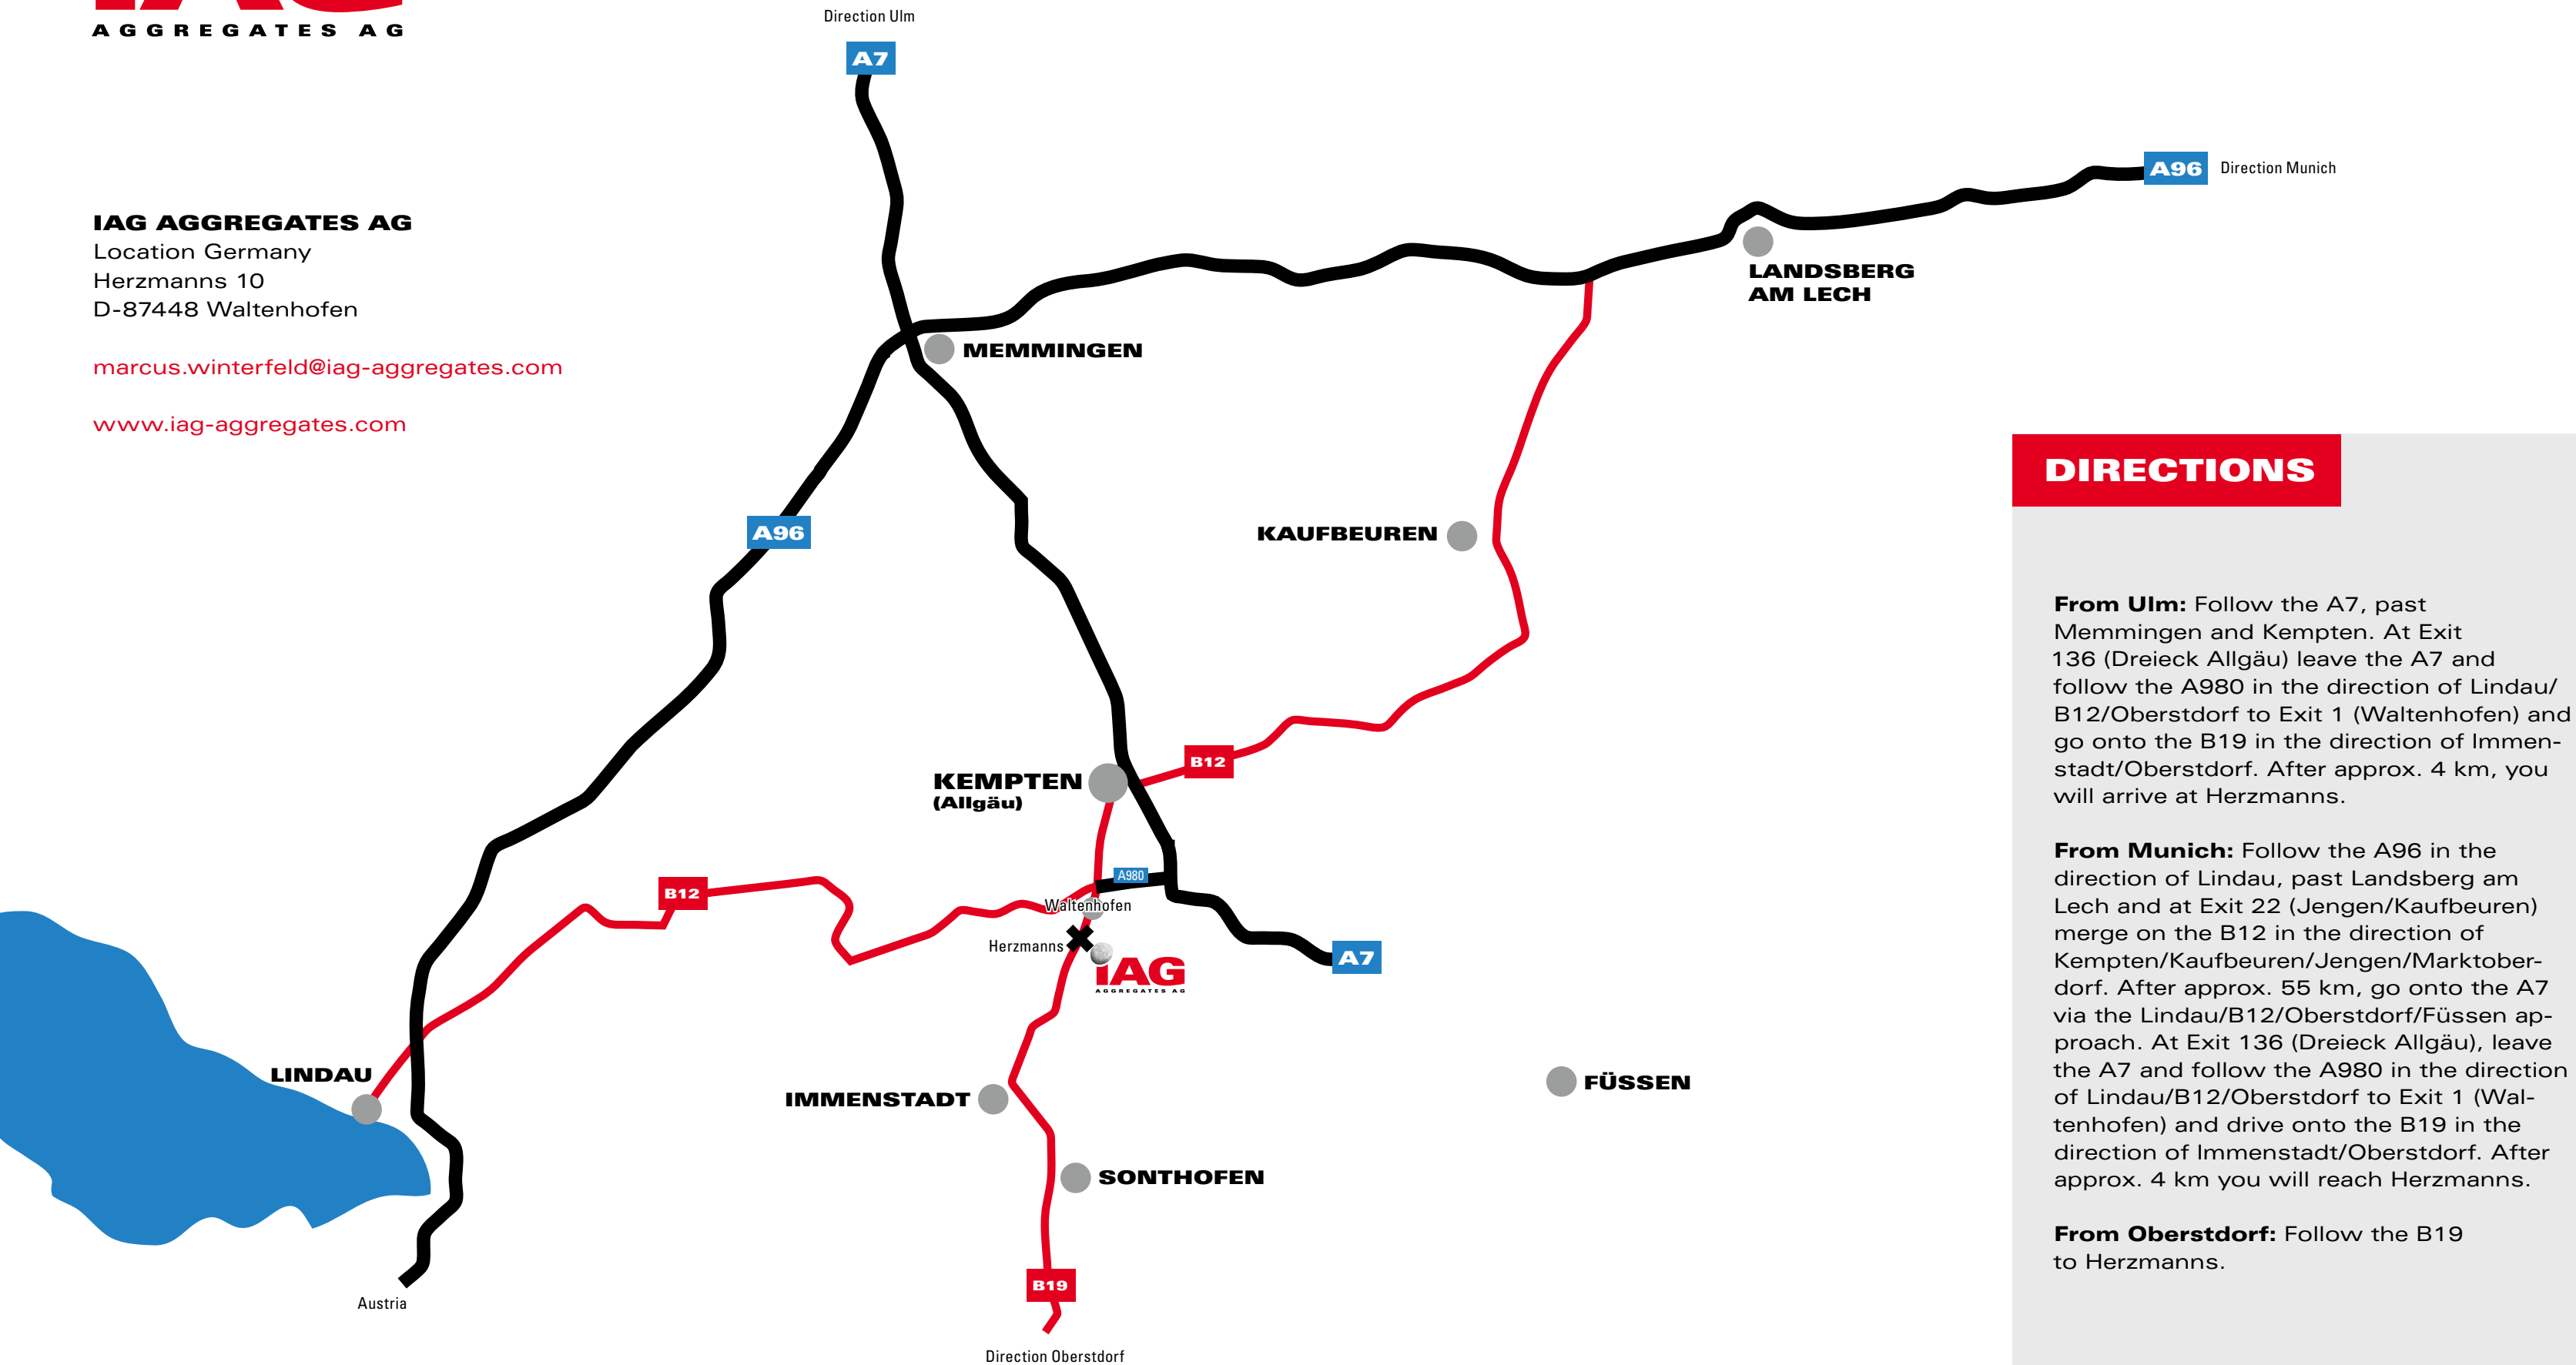 IAG
AGGREGATES AG
IAG AGGREGATES AG
Location Germany
Herzmanns 10
D-87448 Waltenhofen
marcus.winterfeld@iag-aggregates.com
www.iag-aggregates.com
Direction Ulm
A7
A96
Direction Munich
LANDSBERG
AM LECH
MEMMINGEN
A96
KAUFBEUREN
B12
KEMPTEN
(Allgäu)
A980
B12
Waltenhofen
Herzmanns
A7
IAG
AGGREGATES AG
LINDAU
IMMENSTADT
FÜSSEN
SONTHOFEN
B19
Austria
Direction Oberstdorf
DIRECTIONS
From Ulm: Follow the A7, past
Memmingen and Kempten. At Exit
136 (Dreieck Allgäu) leave the A7 and
follow the A980 in the direction of Lindau/
B12/Oberstdorf to Exit 1 (Waltenhofen) and
go onto the B19 in the direction of Immen-
stadt/Oberstdorf. After approx. 4 km, you
will arrive at Herzmanns.
From Munich: Follow the A96 in the
direction of Lindau, past Landsberg am
Lech and at Exit 22 (Jengen/Kaufbeuren)
merge on the B12 in the direction of
Kempten/Kaufbeuren/Jengen/Marktober-
dorf. After approx. 55 km, go onto the A7
via the Lindau/B12/Oberstdorf/Füssen ap-
proach. At Exit 136 (Dreieck Allgäu), leave
the A7 and follow the A980 in the direction
of Lindau/B12/Oberstdorf to Exit 1 (Wal-
tenhofen) and drive onto the B19 in the
direction of Immenstadt/Oberstdorf. After
approx. 4 km you will reach Herzmanns.
From Oberstdorf: Follow the B19
to Herzmanns.